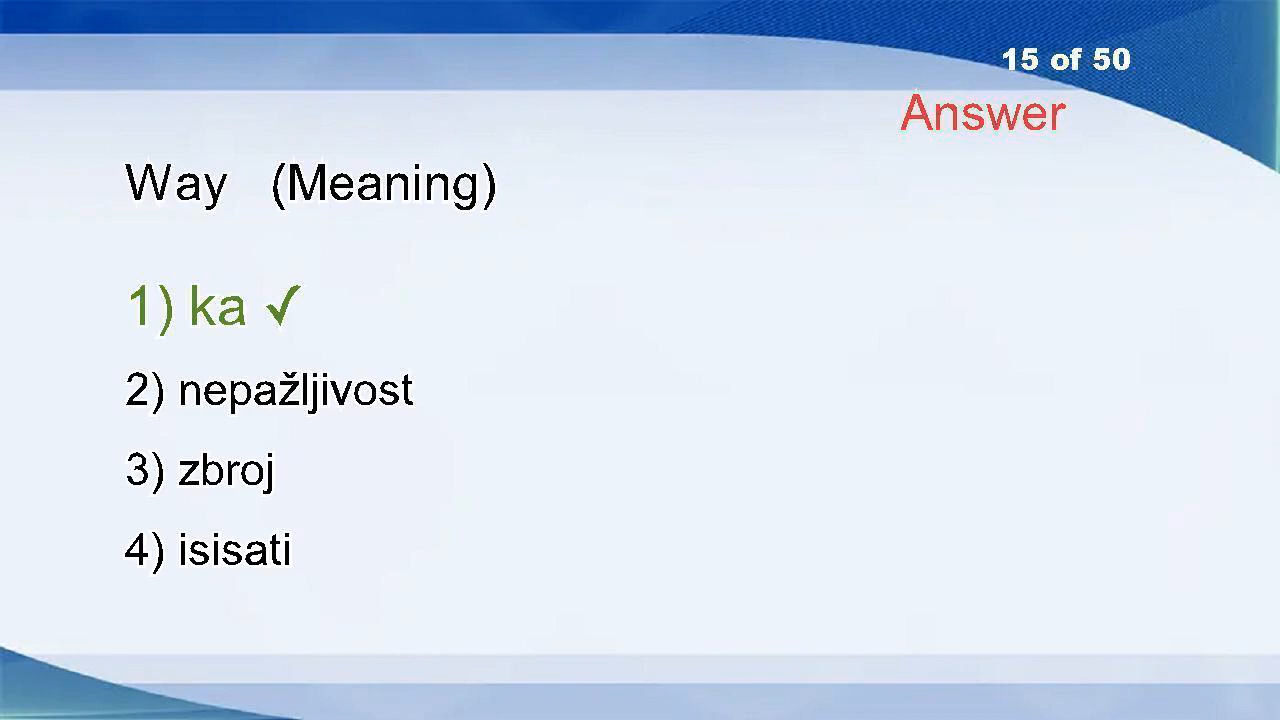 15 of 50
Answer
Way (Meaning)
1) ka ✓
2) nepažljivost
3) zbroj
4) isisati